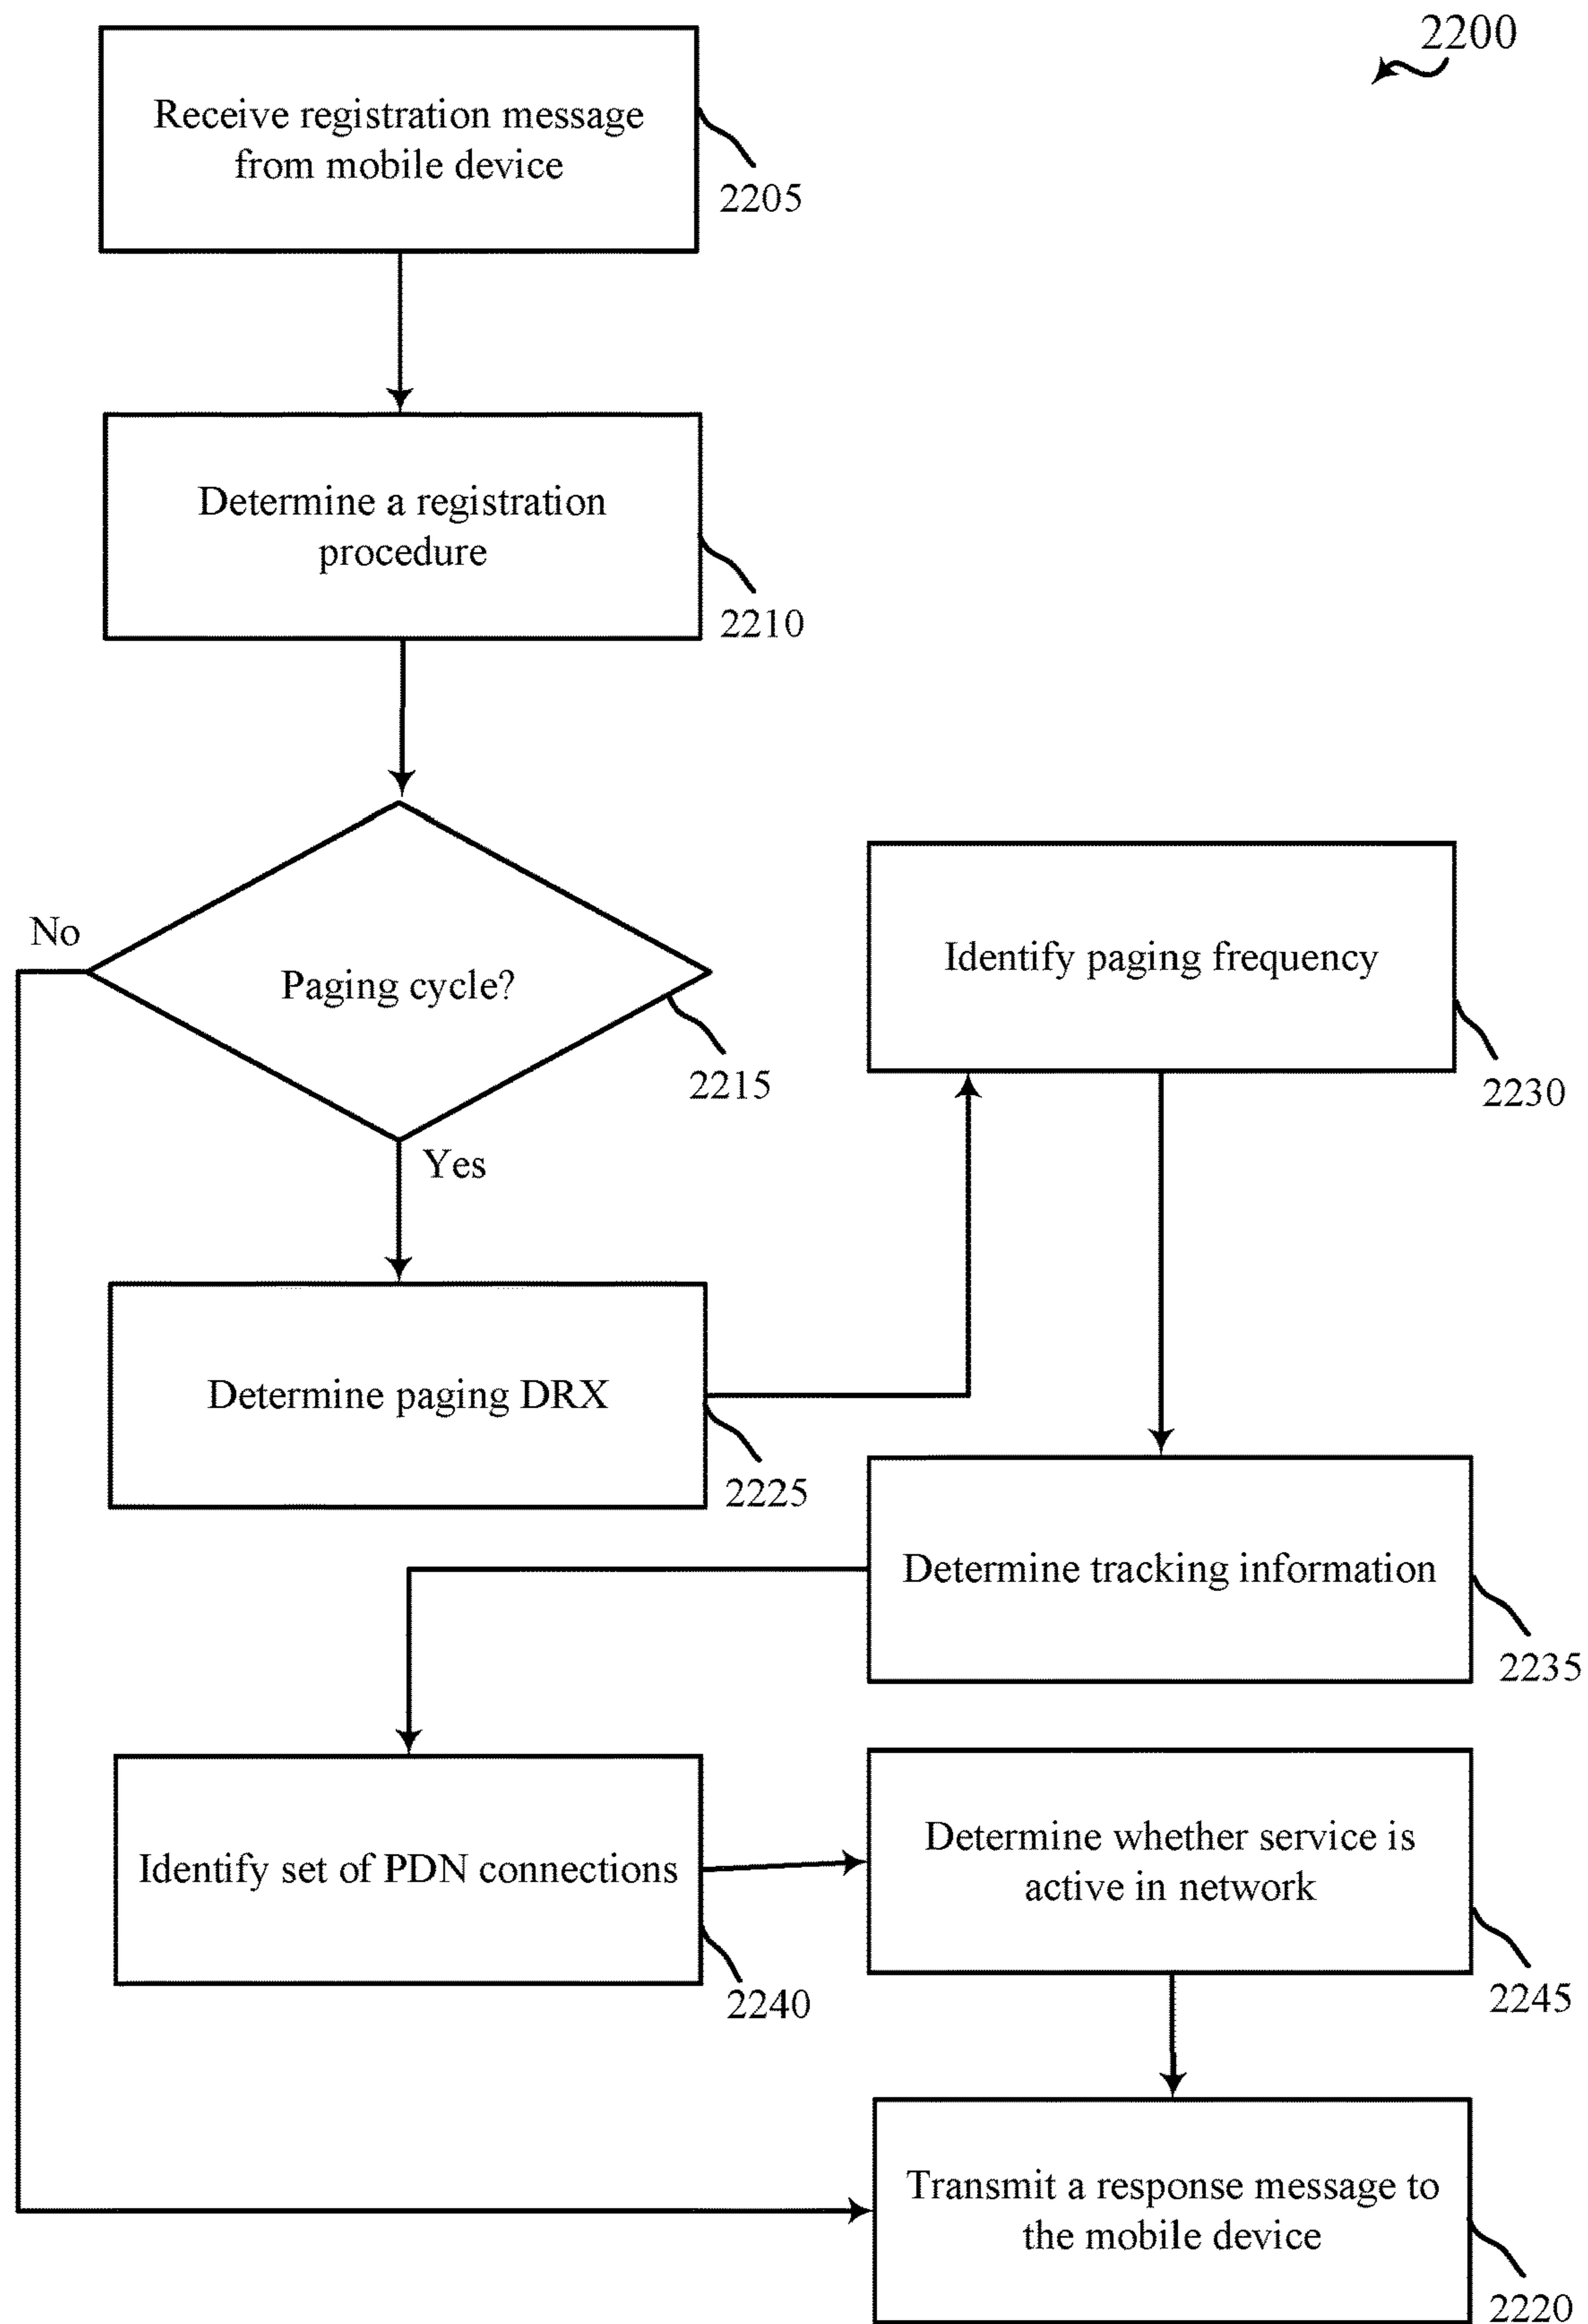 2200
Receive registration message
from mobile device
2205
Determine a registration
procedure
2210
No
Paging cycle?
2215
Yes
Identify paging frequency
2230
Determine paging DRX
2225
Determine tracking information
2235
Identify set of PDN connections
2240
Determine whether service is
active in network
2245
Transmit a response message to
the mobile device
2220